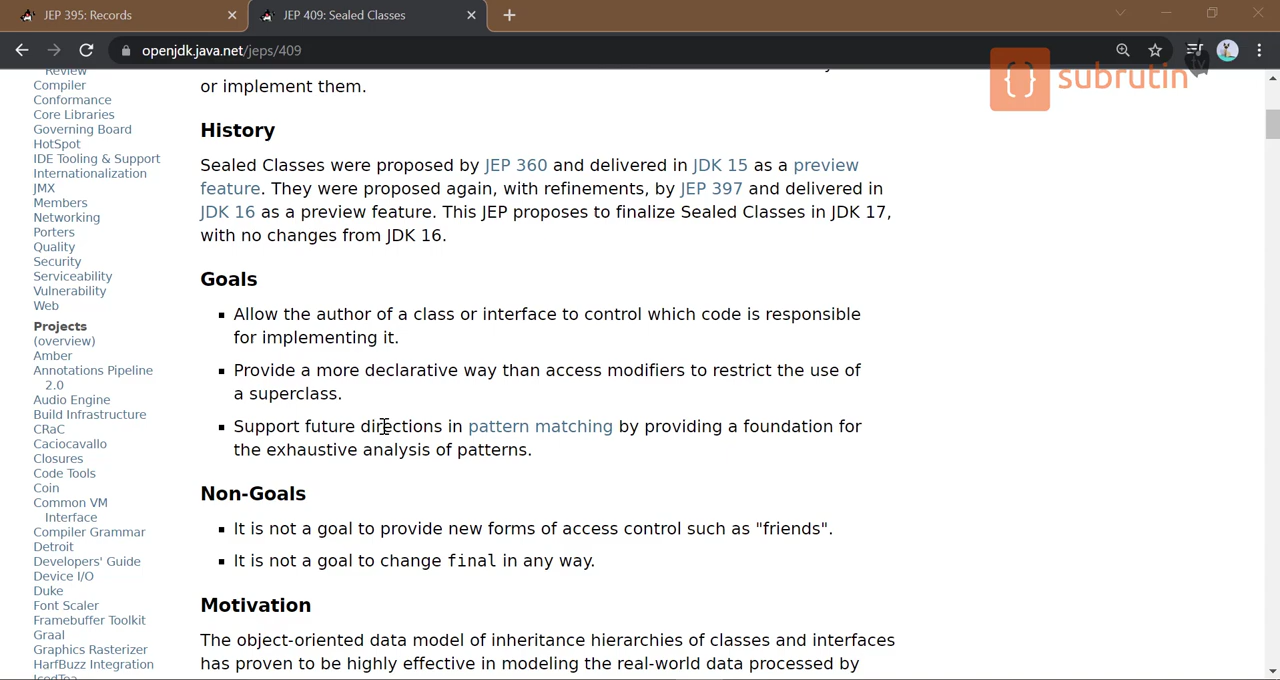 JEP 395: Records
JEP 409: Sealed Classes
openjdk.java.net/jeps/409
{ } subrutin tv
Review
Compiler
Conformance
Core Libraries
Governing Board
HotSpot
IDE Tooling & Support
Internationalization
JMX
Members
Networking
Porters
Quality
Security
Serviceability
Vulnerability
Web
Projects
(overview)
Amber
Annotations Pipeline
2.0
Audio Engine
Build Infrastructure
CRaC
Caciocavallo
Closures
Code Tools
Coin
Common VM
Interface
Compiler Grammar
Detroit
Developers' Guide
Device I/O
Duke
Font Scaler
Framebuffer Toolkit
Graal
Graphics Rasterizer
HarfBuzz Integration
IcedTea
or implement them.
History
Sealed Classes were proposed by JEP 360 and delivered in JDK 15 as a preview
feature. They were proposed again, with refinements, by JEP 397 and delivered in
JDK 16 as a preview feature. This JEP proposes to finalize Sealed Classes in JDK 17,
with no changes from JDK 16.
Goals
Allow the author of a class or interface to control which code is responsible
for implementing it.
Provide a more declarative way than access modifiers to restrict the use of
a superclass.
Support future directions in pattern matching by providing a foundation for
the exhaustive analysis of patterns.
Non-Goals
It is not a goal to provide new forms of access control such as "friends".
It is not a goal to change final in any way.
Motivation
The object-oriented data model of inheritance hierarchies of classes and interfaces
has proven to be highly effective in modeling the real-world data processed by